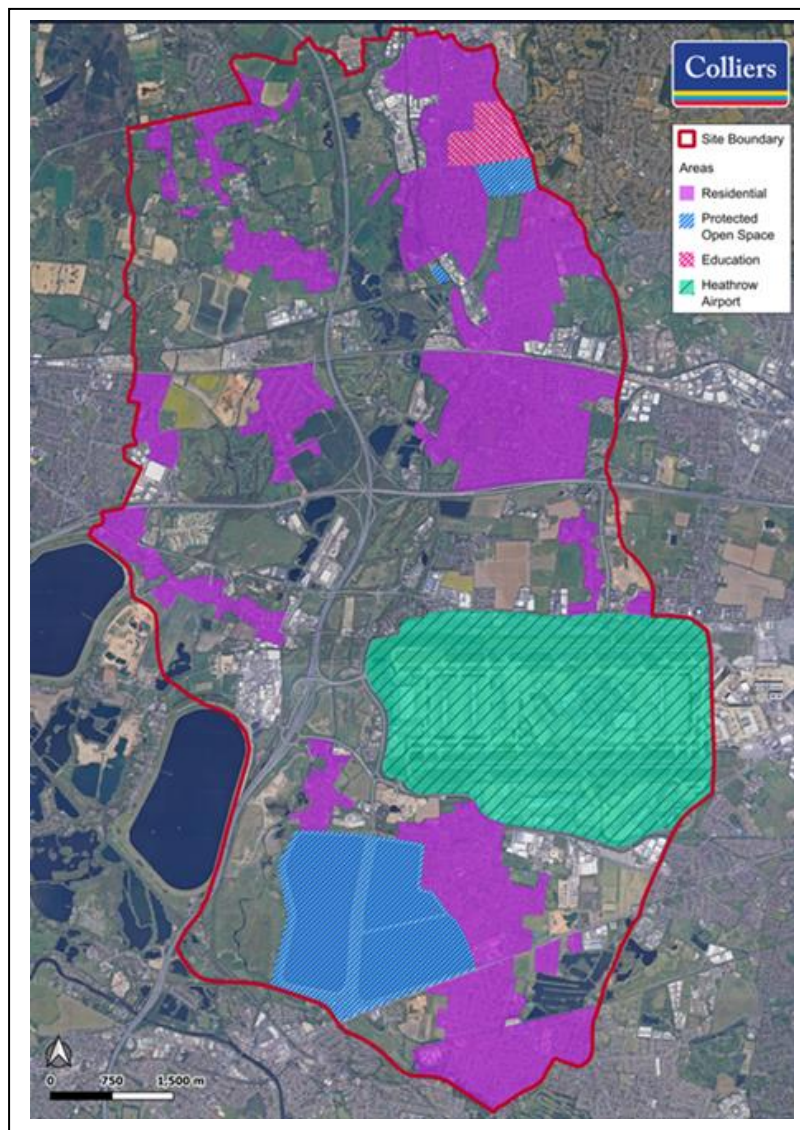 Colliers
Site Boundary
Areas
Residential
Protected
Open Space
Education
Heathrow
Airport
0 750 1,500 m